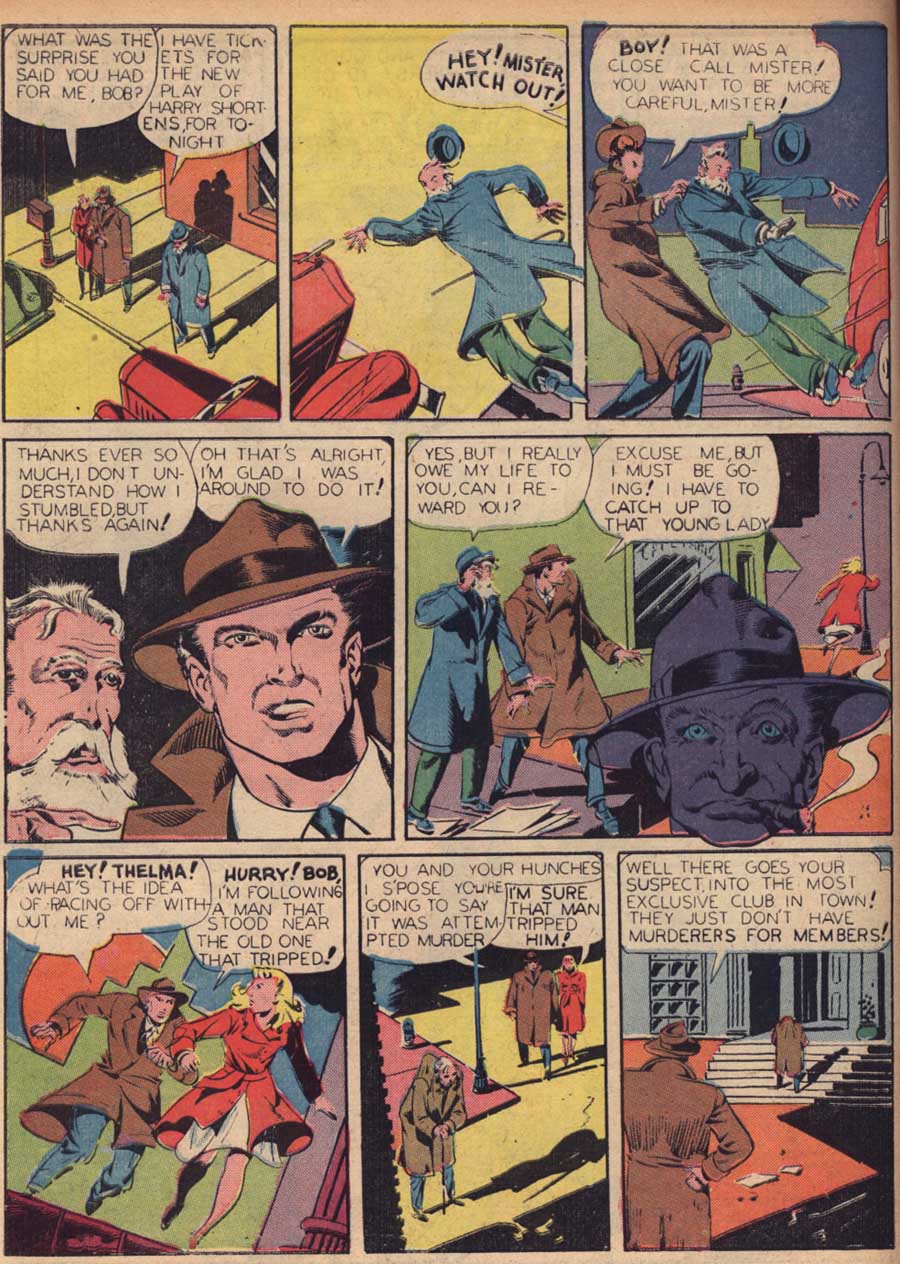 WHAT WAS THE
SURPRISE YOU
SAID YOU HAD
FOR ME, BOB?
I HAVE TICK-
ETS FOR
THE NEW
PLAY OF
HARRY SHORT-
ENS, FOR TO-
NIGHT
HEY! MISTER,
WATCH OUT!
BOY! THAT WAS A
CLOSE CALL MISTER!
YOU WANT TO BE MORE
CAREFUL, MISTER!
THANKS EVER SO
MUCH, I DON'T UN-
DERSTAND HOW I
STUMBLED, BUT
THANKS AGAIN!
OH THAT'S ALRIGHT,
I'M GLAD I WAS
AROUND TO DO IT!
YES, BUT I REALLY
OWE MY LIFE TO
YOU, CAN I RE-
WARD YOU?
EXCUSE ME, BUT
I MUST BE GO-
ING! I HAVE TO
CATCH UP TO
THAT YOUNG LADY
HEY! THELMA!
WHAT'S THE IDEA
OF RACING OFF WITH-
OUT ME?
HURRY! BOB,
I'M FOLLOWING
A MAN THAT
STOOD NEAR
THE OLD ONE
THAT TRIPPED!
YOU AND YOUR HUNCHES
I S'POSE YOU'RE
GOING TO SAY
IT WAS ATTEM-
PTED MURDER
I'M SURE
THAT MAN
TRIPPED
HIM!
WELL THERE GOES YOUR
SUSPECT, INTO THE MOST
EXCLUSIVE CLUB IN TOWN!
THEY JUST DON'T HAVE
MURDERERS FOR MEMBERS!